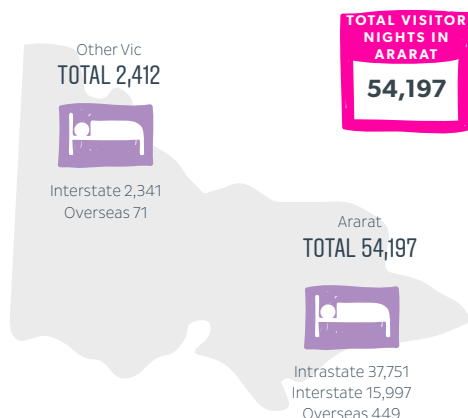 Other Vic
TOTAL 2,412
Interstate 2,341
Overseas 71
TOTAL VISITOR
NIGHTS IN
ARARAT
54,197
Ararat
TOTAL 54,197
Intrastate 37,751
Interstate 15,997
Overseas 449